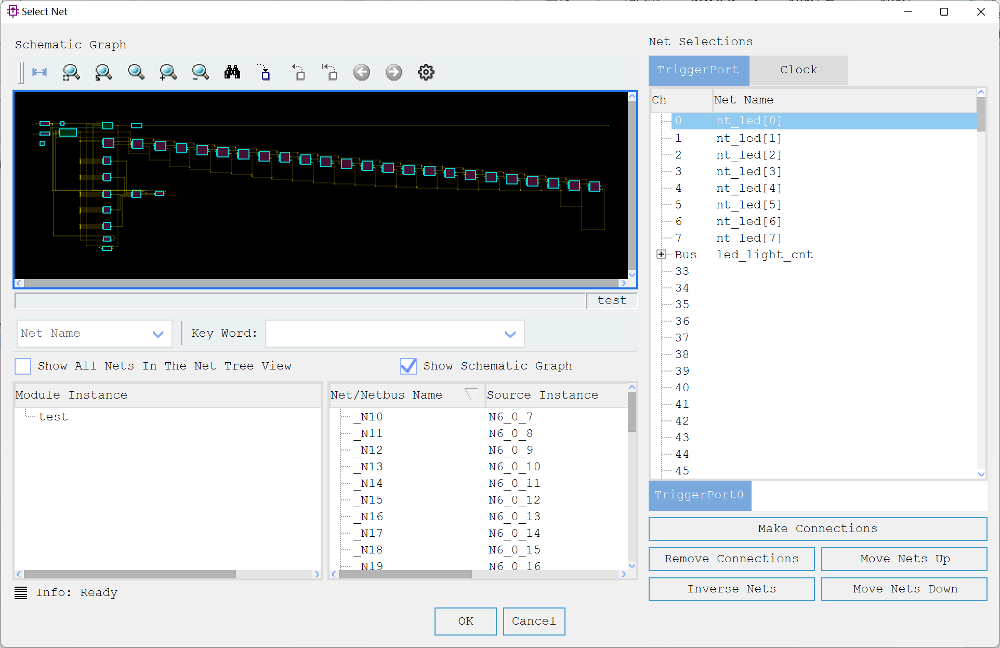 Select Net
Schematic Graph
test
Net Name
Key Word:
Show All Nets In The Net Tree View
Show Schematic Graph
Module Instance
test
Net/Netbus Name Source Instance
_N10 N6_0_7
_N11 N6_0_8
_N12 N6_0_9
_N13 N6_0_10
_N14 N6_0_11
_N15 N6_0_12
_N16 N6_0_13
_N17 N6_0_14
_N18 N6_0_15
_N19 N6_0_16
Info: Ready
Net Selections
TriggerPort Clock
Ch Net Name
0 nt_led[0]
1 nt_led[1]
2 nt_led[2]
3 nt_led[3]
4 nt_led[4]
5 nt_led[5]
6 nt_led[6]
7 nt_led[7]
Bus led_light_cnt
33
34
35
36
37
38
39
40
41
42
43
44
45
TriggerPort0
Make Connections
Remove Connections Move Nets Up
Inverse Nets Move Nets Down
OK Cancel